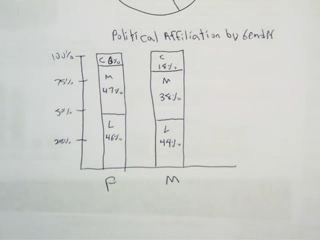 Political Affiliation by Gender
100%
75%
50%
25%
C 8%
M
47%
L
46%
C
18%
M
38%
L
44%
F
M